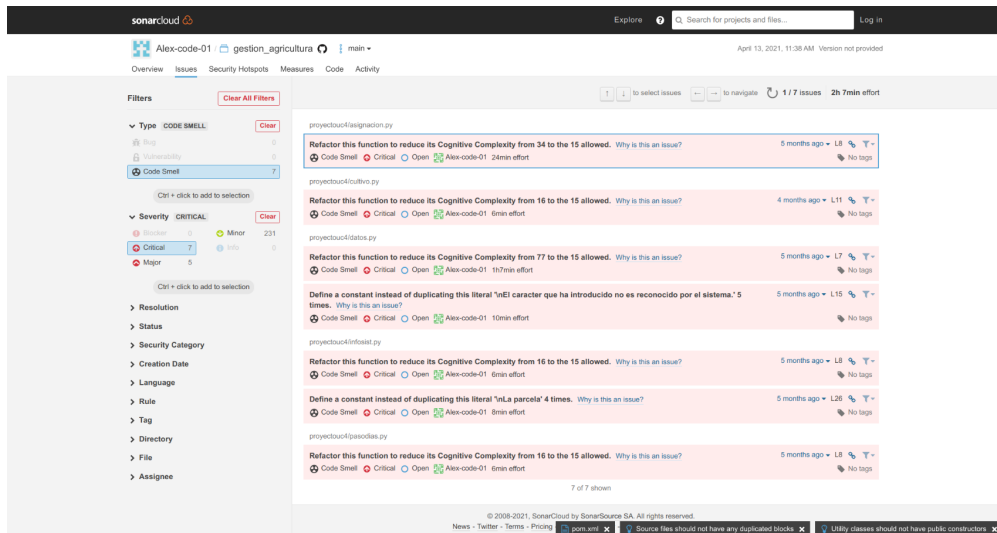 sonarcloud
Explore Search for projects and files... Log in
Alex-code-01 / gestion_agricultura main
April 13, 2021, 11:38 AM Version not provided
Overview Issues Security Hotspots Measures Code Activity
Filters Clear All Filters
↑ ↓ to select issues ← → to navigate 1 / 7 issues 2h 7min effort
Type CODE SMELL Clear
Bug 0
Vulnerability 0
Code Smell 7
Ctrl + click to add to selection
Severity CRITICAL Clear
Blocker 0 Minor 231
Critical 7 Info 0
Major 5
Ctrl + click to add to selection
Resolution
Status
Security Category
Creation Date
Language
Rule
Tag
Directory
File
Assignee
proyectouc4/asignacion.py
Refactor this function to reduce its Cognitive Complexity from 34 to the 15 allowed. Why is this an issue? 5 months ago L8
Code Smell Critical Open Alex-code-01 24min effort No tags
proyectouc4/cultivo.py
Refactor this function to reduce its Cognitive Complexity from 16 to the 15 allowed. Why is this an issue? 4 months ago L11
Code Smell Critical Open Alex-code-01 6min effort No tags
proyectouc4/datos.py
Refactor this function to reduce its Cognitive Complexity from 77 to the 15 allowed. Why is this an issue? 5 months ago L7
Code Smell Critical Open Alex-code-01 1h7min effort No tags
Define a constant instead of duplicating this literal '\nEl caracter que ha introducido no es reconocido por el sistema.' 5 5 months ago L15
times. Why is this an issue?
Code Smell Critical Open Alex-code-01 10min effort No tags
proyectouc4/infosist.py
Refactor this function to reduce its Cognitive Complexity from 16 to the 15 allowed. Why is this an issue? 5 months ago L8
Code Smell Critical Open Alex-code-01 6min effort No tags
Define a constant instead of duplicating this literal '\nLa parcela' 4 times. Why is this an issue? 5 months ago L26
Code Smell Critical Open Alex-code-01 8min effort No tags
proyectouc4/pasodias.py
Refactor this function to reduce its Cognitive Complexity from 16 to the 15 allowed. Why is this an issue? 5 months ago L8
Code Smell Critical Open Alex-code-01 6min effort No tags
7 of 7 shown
© 2008-2021, SonarCloud by SonarSource SA. All rights reserved.
News - Twitter - Terms - Pricing
pom.xml x Source files should not have any duplicated blocks x Utility classes should not have public constructors x